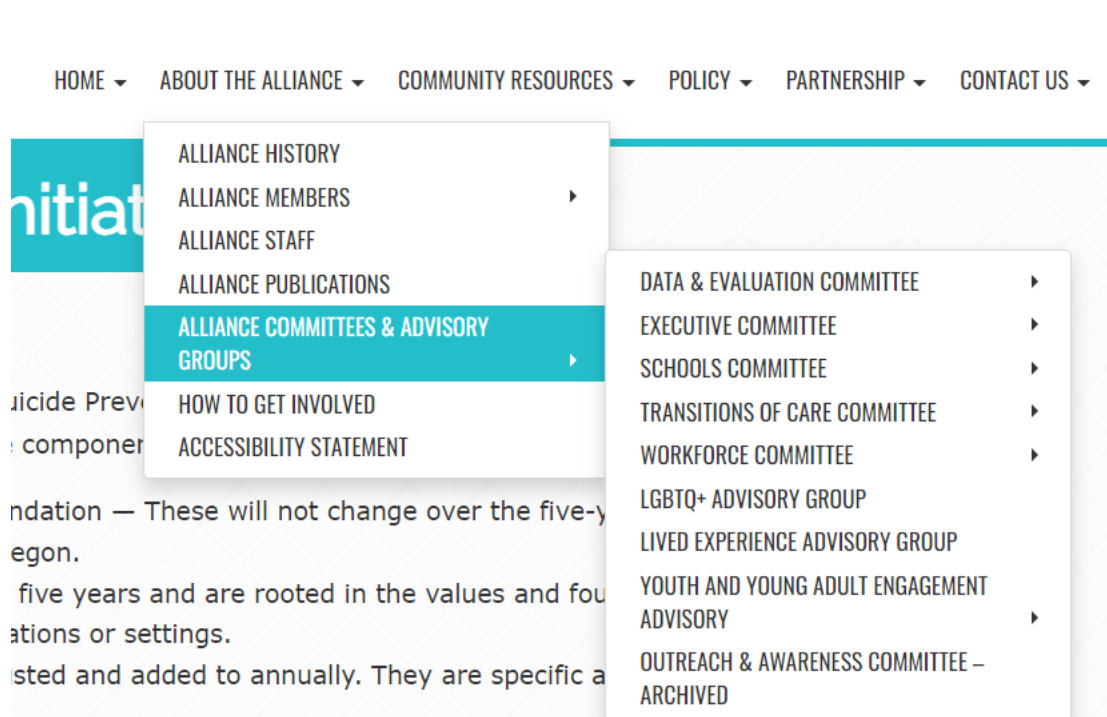 HOME
ABOUT THE ALLIANCE
COMMUNITY RESOURCES
POLICY
PARTNERSHIP
CONTACT US
ALLIANCE HISTORY
ALLIANCE MEMBERS
ALLIANCE STAFF
ALLIANCE PUBLICATIONS
ALLIANCE COMMITTEES & ADVISORY
GROUPS
HOW TO GET INVOLVED
ACCESSIBILITY STATEMENT
DATA & EVALUATION COMMITTEE
EXECUTIVE COMMITTEE
SCHOOLS COMMITTEE
TRANSITIONS OF CARE COMMITTEE
WORKFORCE COMMITTEE
LGBTQ+ ADVISORY GROUP
LIVED EXPERIENCE ADVISORY GROUP
YOUTH AND YOUNG ADULT ENGAGEMENT
ADVISORY
OUTREACH & AWARENESS COMMITTEE –
ARCHIVED
nitiat
uicide Prev
componen
ndation — These will not change over the five-y
egon.
five years and are rooted in the values and fou
ations or settings.
usted and added to annually. They are specific a